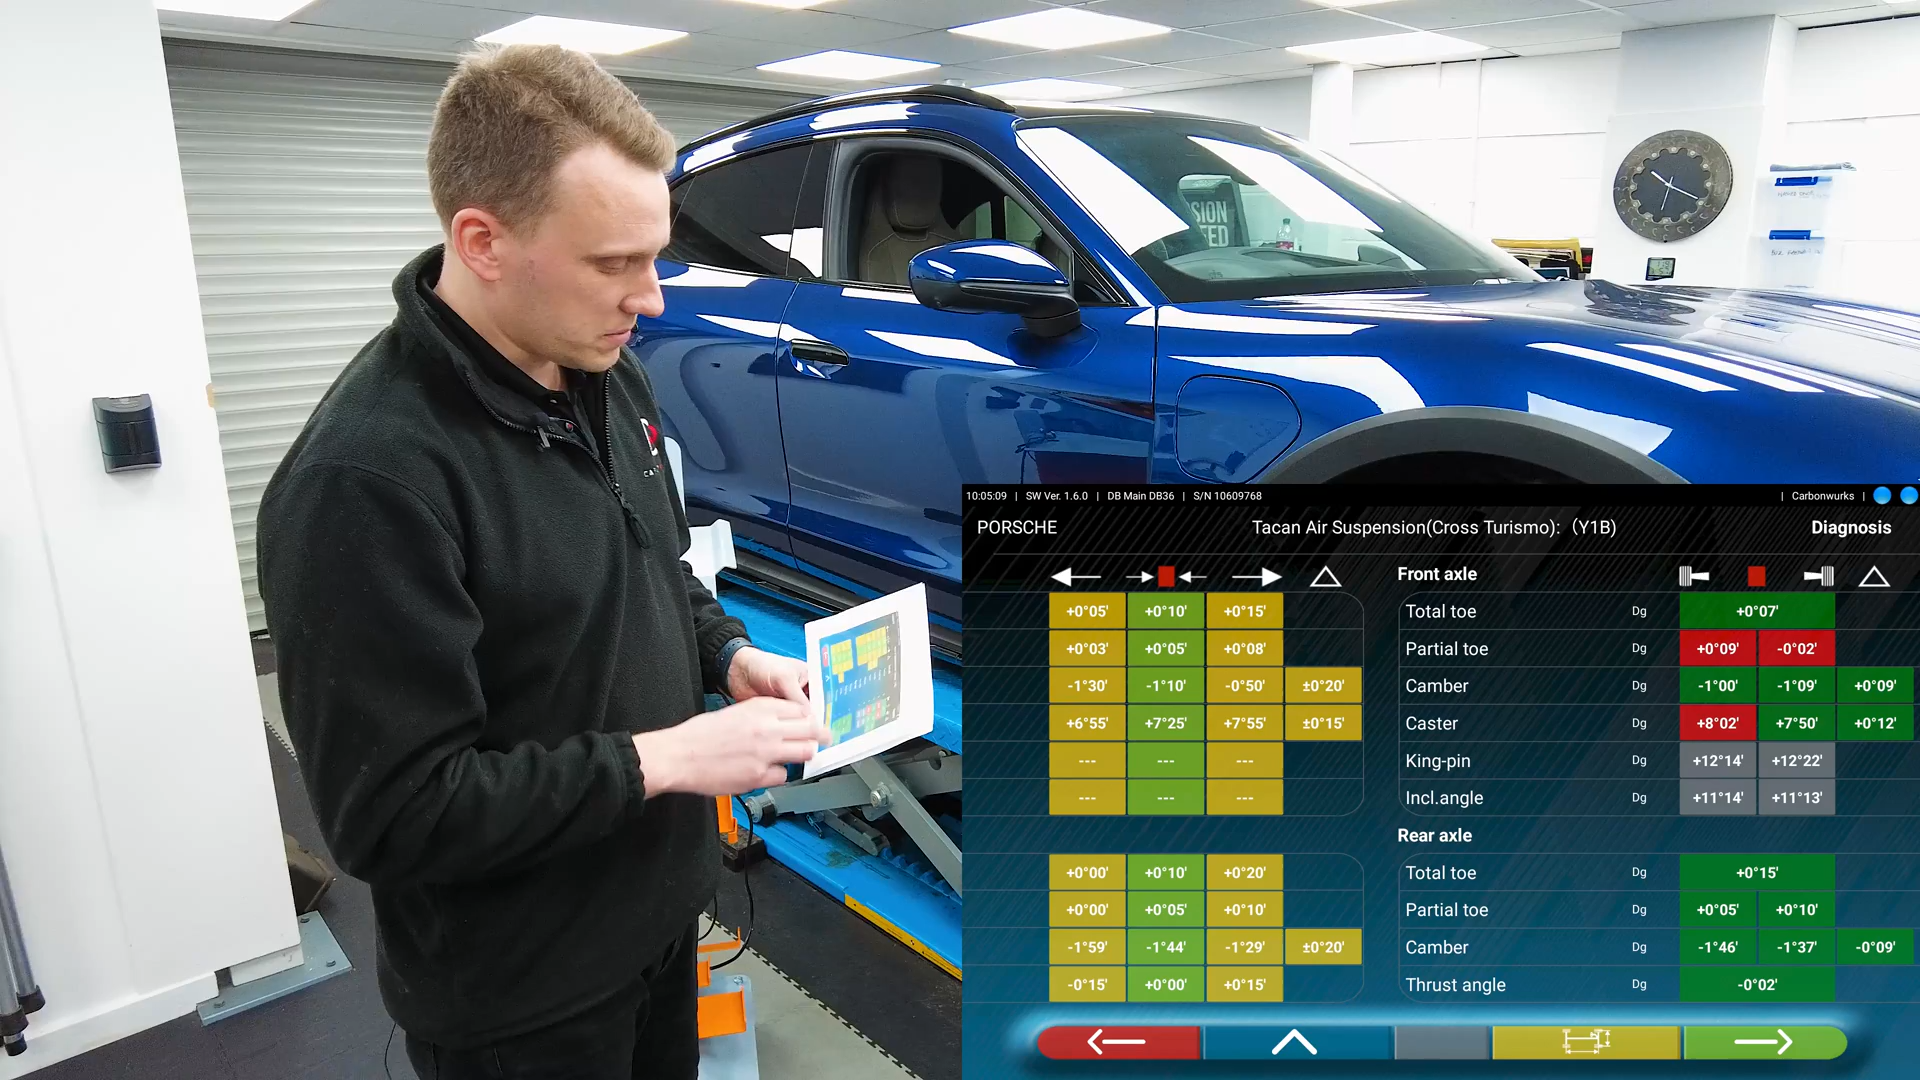 SION
EED
10:05:09 | SW Ver. 1.6.0 | DB Main DB36 | S/N 10609768 | Carbonwurks |
PORSCHE Tacan Air Suspension(Cross Turismo): (Y1B) Diagnosis
Front axle
+0°05' +0°10' +0°15' Total toe Dg +0°07'
+0°03' +0°05' +0°08' Partial toe Dg +0°09' -0°02'
-1°30' -1°10' -0°50' ±0°20' Camber Dg -1°00' -1°09' +0°09'
+6°55' +7°25' +7°55' ±0°15' Caster Dg +8°02' +7°50' +0°12'
--- --- --- King-pin Dg +12°14' +12°22'
--- --- --- Incl.angle Dg +11°14' +11°13'
Rear axle
+0°00' +0°10' +0°20' Total toe Dg +0°15'
+0°00' +0°05' +0°10' Partial toe Dg +0°05' +0°10'
-1°59' -1°44' -1°29' ±0°20' Camber Dg -1°46' -1°37' -0°09'
-0°15' +0°00' +0°15' Thrust angle Dg -0°02'